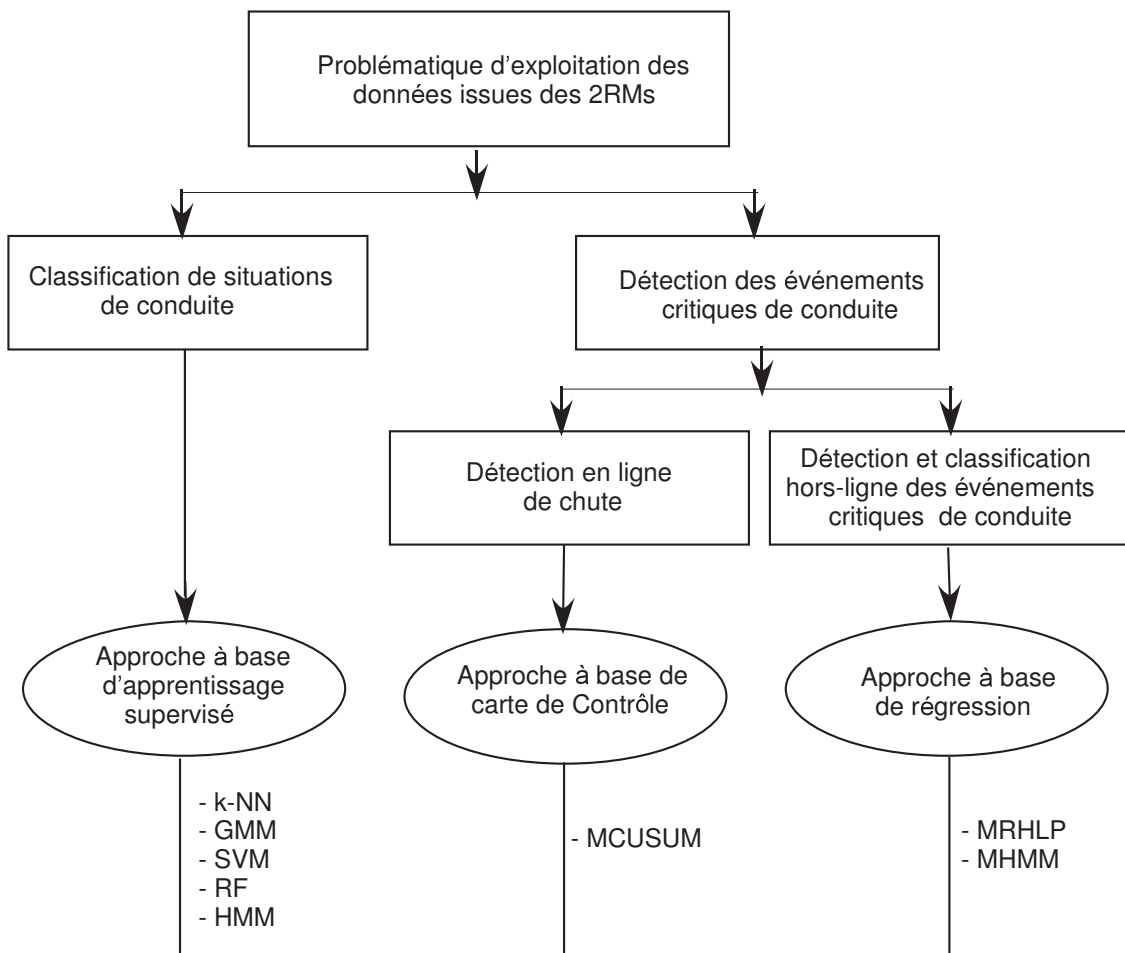 Problématique d'exploitation des
données issues des 2RMs
Classification de situations
de conduite
Détection des événements
critiques de conduite
Détection en ligne
de chute
Détection et classification
hors-ligne des événements
critiques de conduite
Approche à base
d'apprentissage
supervisé
Approche à base de
carte de Contrôle
Approche à base
de régression
- k-NN
- GMM
- SVM
- RF
- HMM
- MCUSUM
- MRHLP
- MHMM